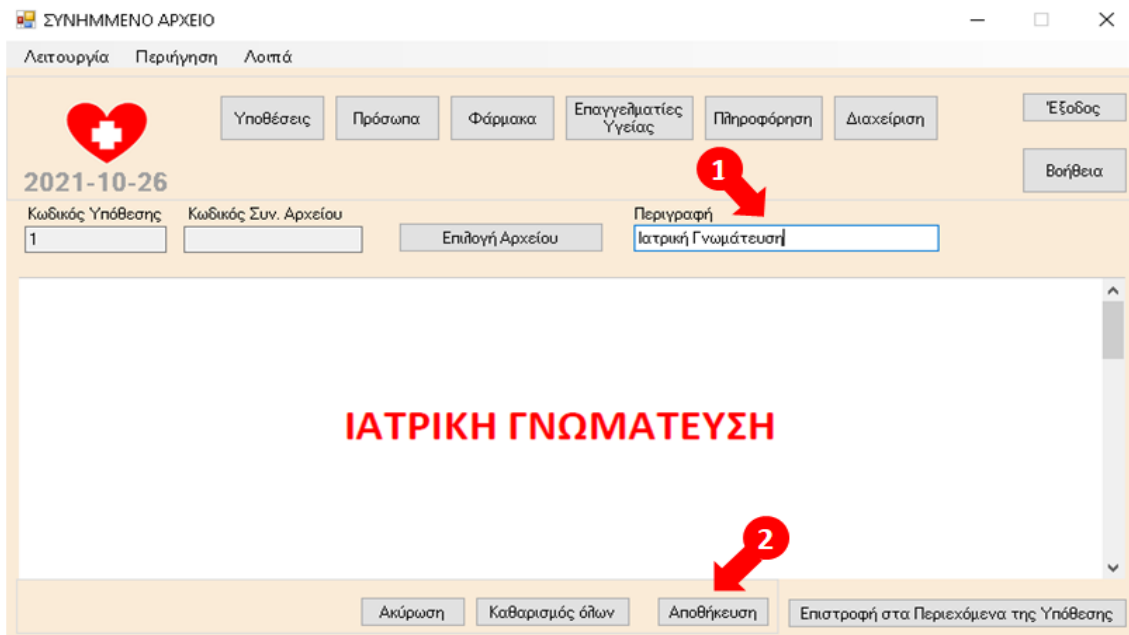 ΣΥΝΗΜΜΕΝΟ ΑΡΧΕΙΟ
Λειτουργία Περιήγηση Λοιπά
Υποθέσεις Πρόσωπα Φάρμακα Επαγγελματίες Υγείας Πληροφόρηση Διαχείριση Έξοδος
1
2021-10-26
Βοήθεια
Κωδικός Υπόθεσης Κωδικός Συν. Αρχείου Περιγραφή
1 Επιλογή Αρχείου Ιατρική Γνωμάτευση
ΙΑΤΡΙΚΗ ΓΝΩΜΑΤΕΥΣΗ
2
Ακύρωση Καθαρισμός όλων Αποθήκευση Επιστροφή στα Περιεχόμενα της Υπόθεσης